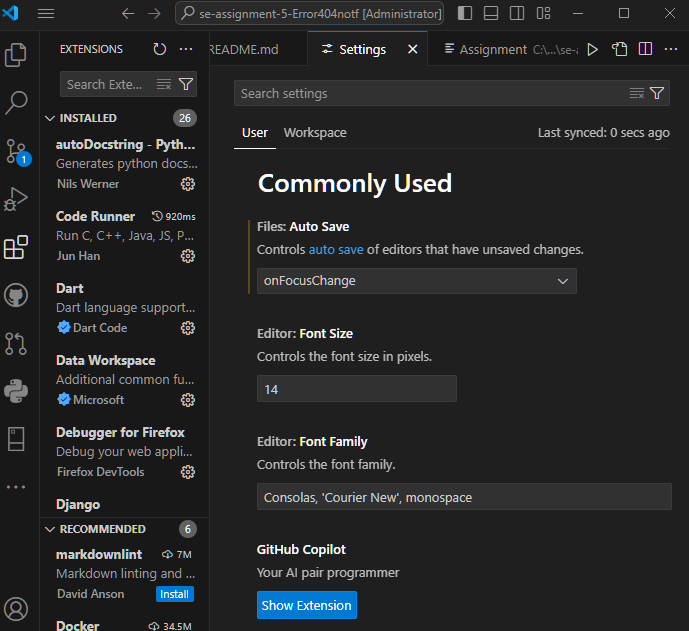 se-assignment-5-Error404notf [Administrator]
EXTENSIONS
README.md
Settings
Assignment C:\...\se-a
Search Exte...
Search settings
INSTALLED 26
User
Workspace
Last synced: 0 secs ago
autoDocstring - Pyth...
Generates python docs...
Nils Werner
1
Code Runner 920ms
Run C, C++, Java, JS, P...
Jun Han
Dart
Dart language support...
Dart Code
Data Workspace
Additional common fu...
Microsoft
Debugger for Firefox
Debug your web appli...
Firefox DevTools
Django
RECOMMENDED 6
markdownlint 7M
Markdown linting and ...
David Anson Install
Docker 34.5M
Commonly Used
Files: Auto Save
Controls auto save of editors that have unsaved changes.
onFocusChange
Editor: Font Size
Controls the font size in pixels.
14
Editor: Font Family
Controls the font family.
Consolas, 'Courier New', monospace
GitHub Copilot
Your AI pair programmer
Show Extension